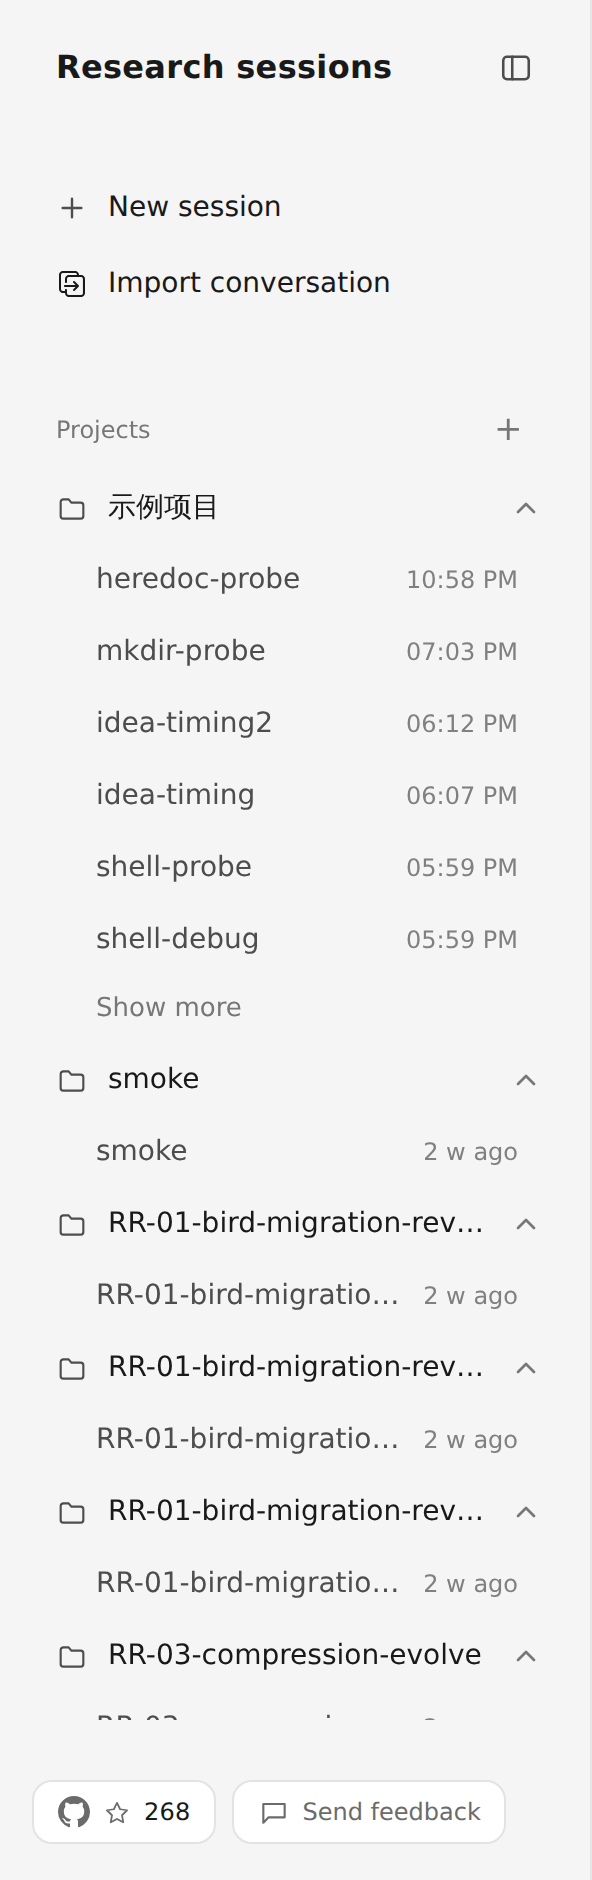 Research sessions
New session
Import conversation
Projects
示例项目
heredoc-probe 10:58 PM
mkdir-probe 07:03 PM
idea-timing2 06:12 PM
idea-timing 06:07 PM
shell-probe 05:59 PM
shell-debug 05:59 PM
Show more
smoke
smoke 2 w ago
RR-01-bird-migration-rev...
RR-01-bird-migratio... 2 w ago
RR-01-bird-migration-rev...
RR-01-bird-migratio... 2 w ago
RR-01-bird-migration-rev...
RR-01-bird-migratio... 2 w ago
RR-03-compression-evolve
268 Send feedback